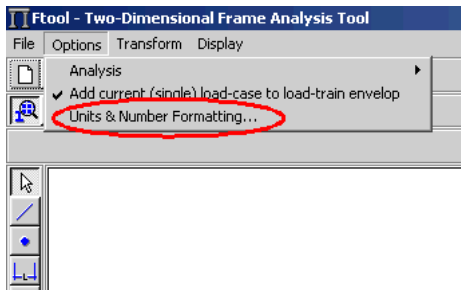 Ftool - Two-Dimensional Frame Analysis Tool
File Options Transform Display
Analysis
Add current (single) load-case to load-train envelop
Units & Number Formatting...
L